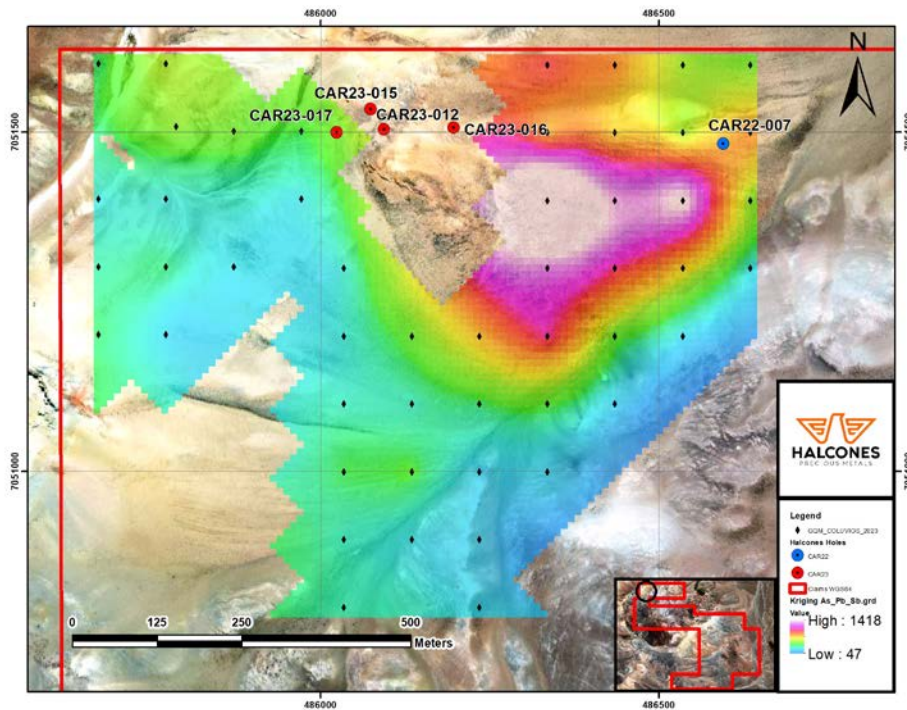 486000
486500
N
CAR23-015
CAR23-017
CAR23-012
CAR23-016
CAR22-007
7051500
7051500
7051000
7051000
HALCONES
PRECIOUS METALS
Legend
GQM_COLUVIOS_2023
Halcones Holes
CAR22
CAR23
Claims WGS84
Kriging As_Pb_Sb.grd
Value
High : 1418
Low : 47
0 125 250 500
Meters
486000
486500